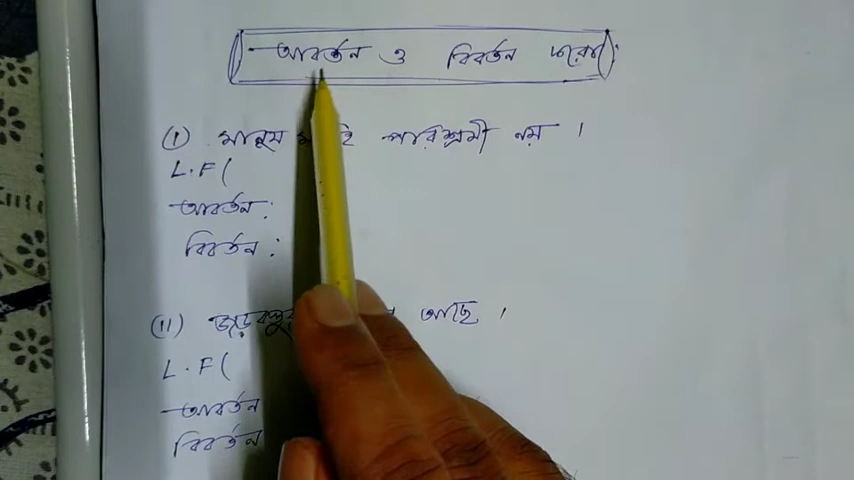 আবর্তন ও বিবর্তন করো:
(I) মানুষ পরিশ্রমী নয় ।
L.F (
আবর্তন :
বিবর্তন :
(II) আছে ।
L.F (
আবর্তন
বিবর্তন